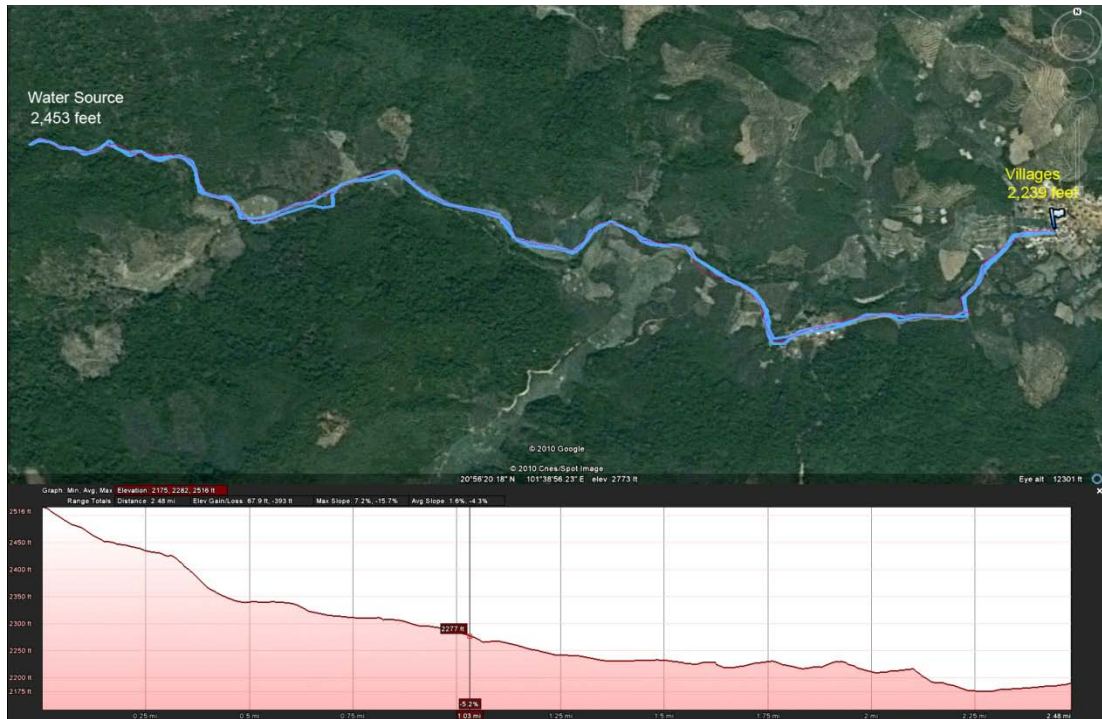 N
Water Source
2,453 feet
Villages
2,239 feet
© 2010 Google
© 2010 Cnes/Spot Image
20°56'20.18" N 101°38'56.23" E elev 2773 ft
Eye alt 12301 ft
Graph: Min, Avg, Max Elevation: 2175, 2282, 2516 ft
Range Totals: Distance: 2.48 mi Elev Gain/Loss: 67.9 ft, -393 ft Max Slope: 7.2%, -15.7% Avg Slope: 1.6%, -4.3%
2516 ft
2450 ft
2400 ft
2350 ft
2300 ft
2277 ft
2250 ft
2200 ft
2175 ft
-5.2%
0.25 mi 0.5 mi 0.75 mi 1.03 mi 1.25 mi 1.5 mi 1.75 mi 2 mi 2.25 mi 2.48 mi